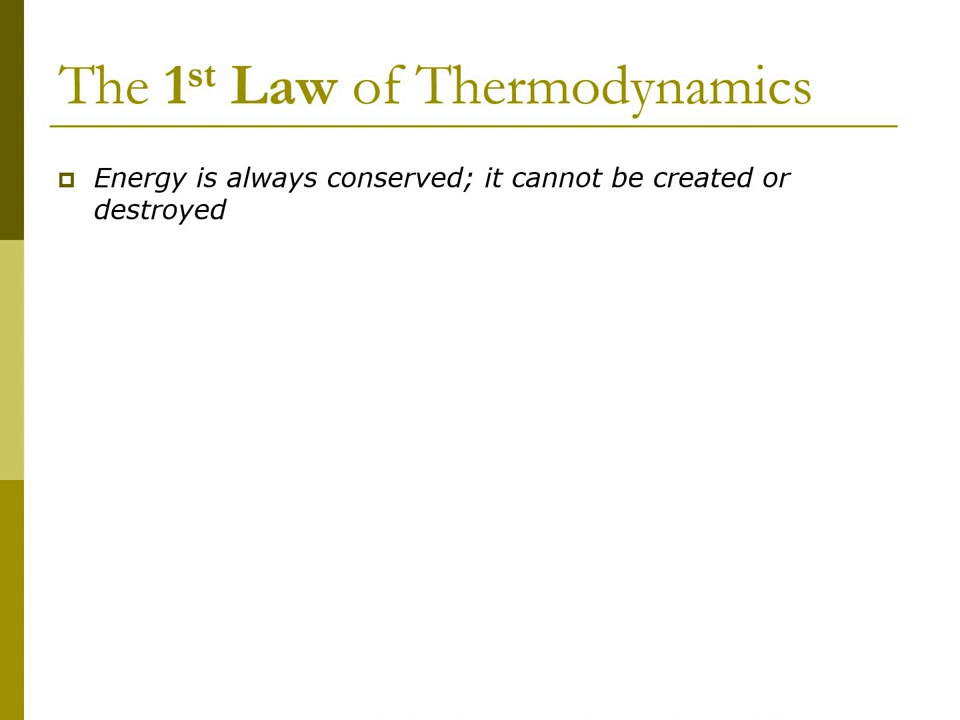 The 1st Law of Thermodynamics
Energy is always conserved; it cannot be created or
destroyed